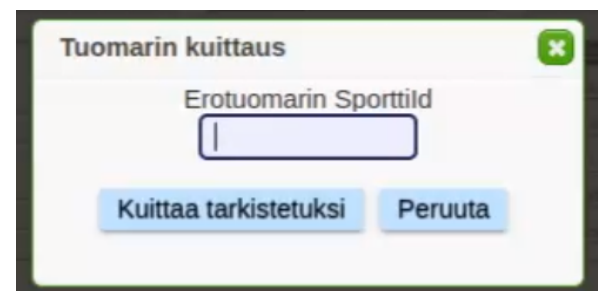 Tuomarin kuittaus
Erotuomarin SporttiId
Kuittaa tarkistetuksi Peruuta